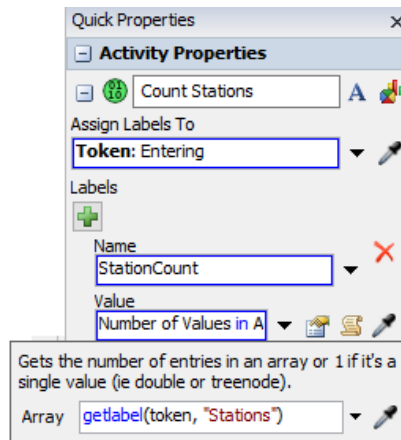 Quick Properties
Activity Properties
Count Stations
A
Assign Labels To
Token: Entering
Labels
Name
StationCount
Value
Number of Values in A
Gets the number of entries in an array or 1 if it's a
single value (ie double or treenode).
Array getlabel(token, "Stations")